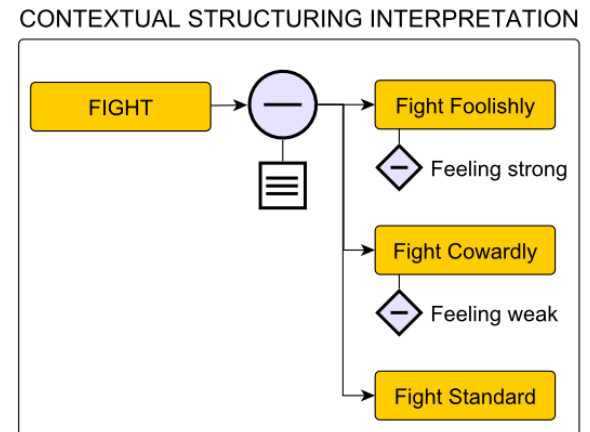 CONTEXTUAL STRUCTURING INTERPRETATION
FIGHT
Fight Foolishly
Feeling strong
Fight Cowardly
Feeling weak
Fight Standard